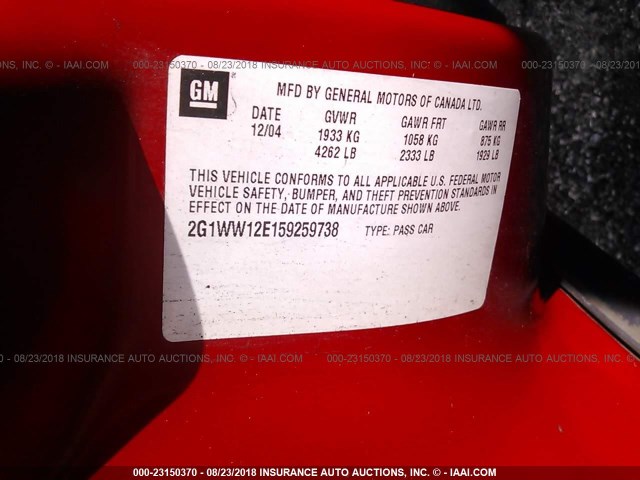 AUTO AUCTIONS, INC. - © IAAI.COM 000-23150370 - 08/23/2018 INSURANCE AUTO AUCTIONS, INC. - © IAAI.COM 000-23150370 - 08/23/2018 INSURANCE
GM
MFD BY GENERAL MOTORS OF CANADA LTD.
DATE GVWR GAWR FRT GAWR RR
12/04 1933 KG 1058 KG 875 KG
4262 LB 2333 LB 1929 LB
THIS VEHICLE CONFORMS TO ALL APPLICABLE U.S. FEDERAL MOTOR
VEHICLE SAFETY, BUMPER, AND THEFT PREVENTION STANDARDS IN
EFFECT ON THE DATE OF MANUFACTURE SHOWN ABOVE.
2G1WW12E159259738 TYPE: PASS CAR
000-23150370 - 08/23/2018 INSURANCE AUTO AUCTIONS, INC. - © IAAI.COM 000-23150370 - 08/23/2018 INSURANCE AUTO AUCTIONS, INC.
000-23150370 - 08/23/2018 INSURANCE AUTO AUCTIONS, INC. - © IAAI.COM